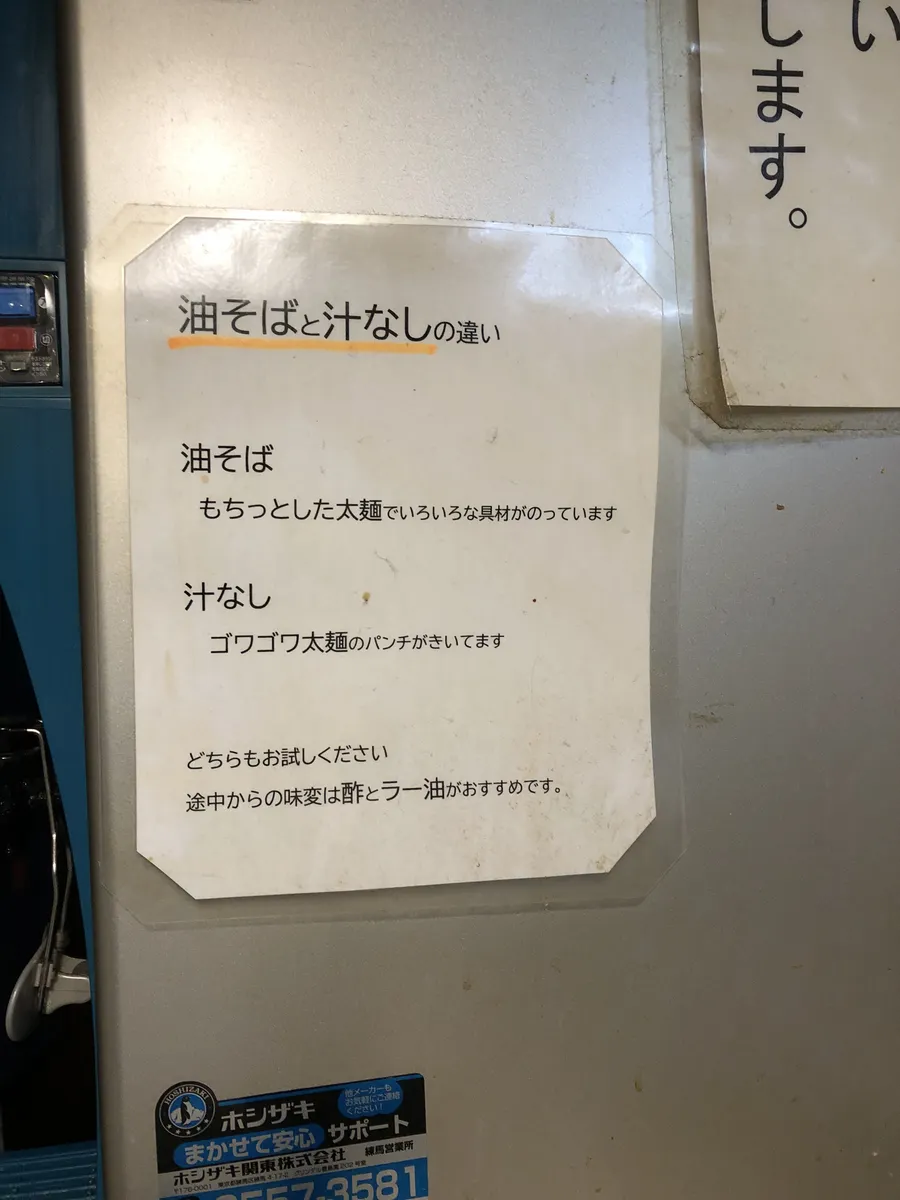 い
します。
油そばと汁なしの違い
油そば
もちっとした太麺でいろいろな具材がのっています
汁なし
ゴワゴワ太麺のパンチがきいてます
どちらもお試しください
途中からの味変は酢とラー油がおすすめです。
HOSHIZAKI
ホシザキ
他メーカーも
お気軽にご連絡
ください！
まかせて安心 サポート
ホシザキ関東株式会社 練馬営業所
〒176-0001
3557-3581